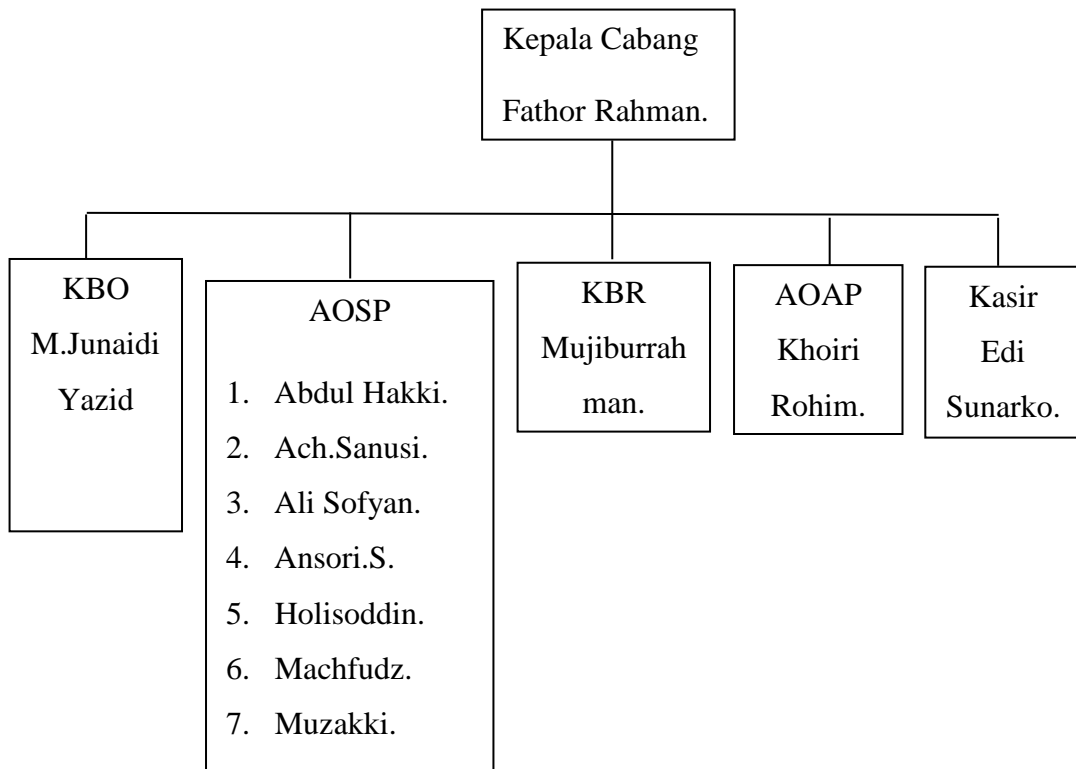 Kepala Cabang
Fathor Rahman.
KBO
M.Junaidi
Yazid
AOSP
1. Abdul Hakki.
2. Ach.Sanusi.
3. Ali Sofyan.
4. Ansori.S.
5. Holisoddin.
6. Machfudz.
7. Muzakki.
KBR
Mujiburrah
man.
AOAP
Khoiri
Rohim.
Kasir
Edi
Sunarko.